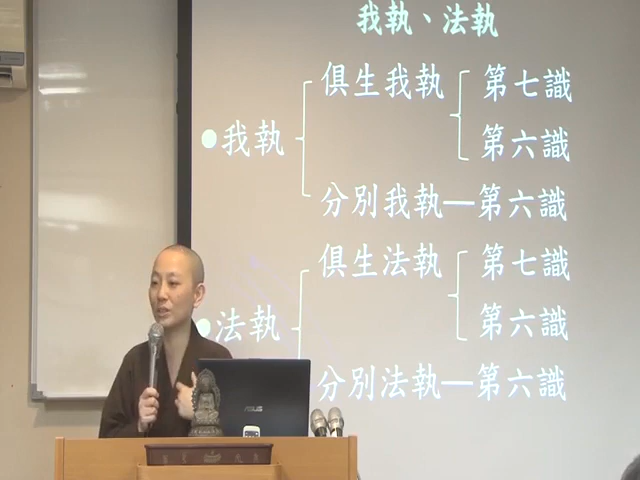 我執、法執
俱生我執 第七識
●我執 第六識
分別我執—第六識
俱生法執 第七識
●法執 第六識
分別法執—第六識
ASUS